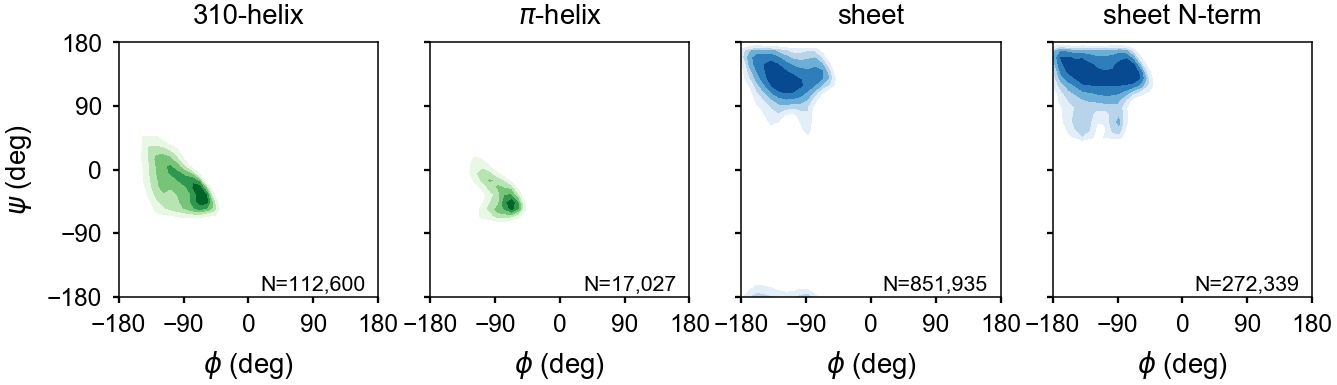 310-helix π-helix sheet sheet N-term
180
90
0
−90
−180
ψ (deg)
N=112,600 N=17,027 N=851,935 N=272,339
−180 −90 0 90 180 −180 −90 0 90 180 −180 −90 0 90 180 −180 −90 0 90 180
ϕ (deg) ϕ (deg) ϕ (deg) ϕ (deg)